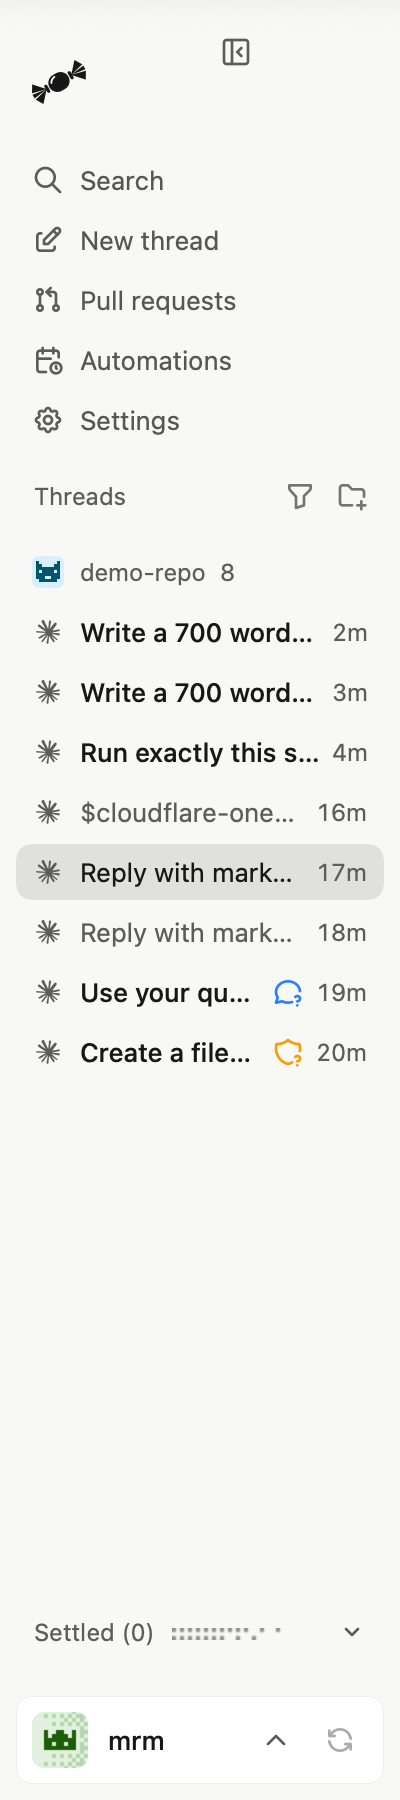 Search
New thread
Pull requests
Automations
Settings
Threads
demo-repo 8
Write a 700 word... 2m
Write a 700 word... 3m
Run exactly this s... 4m
$cloudflare-one... 16m
Reply with mark... 17m
Reply with mark... 18m
Use your qu... 19m
Create a file... 20m
Settled (0)
mrm